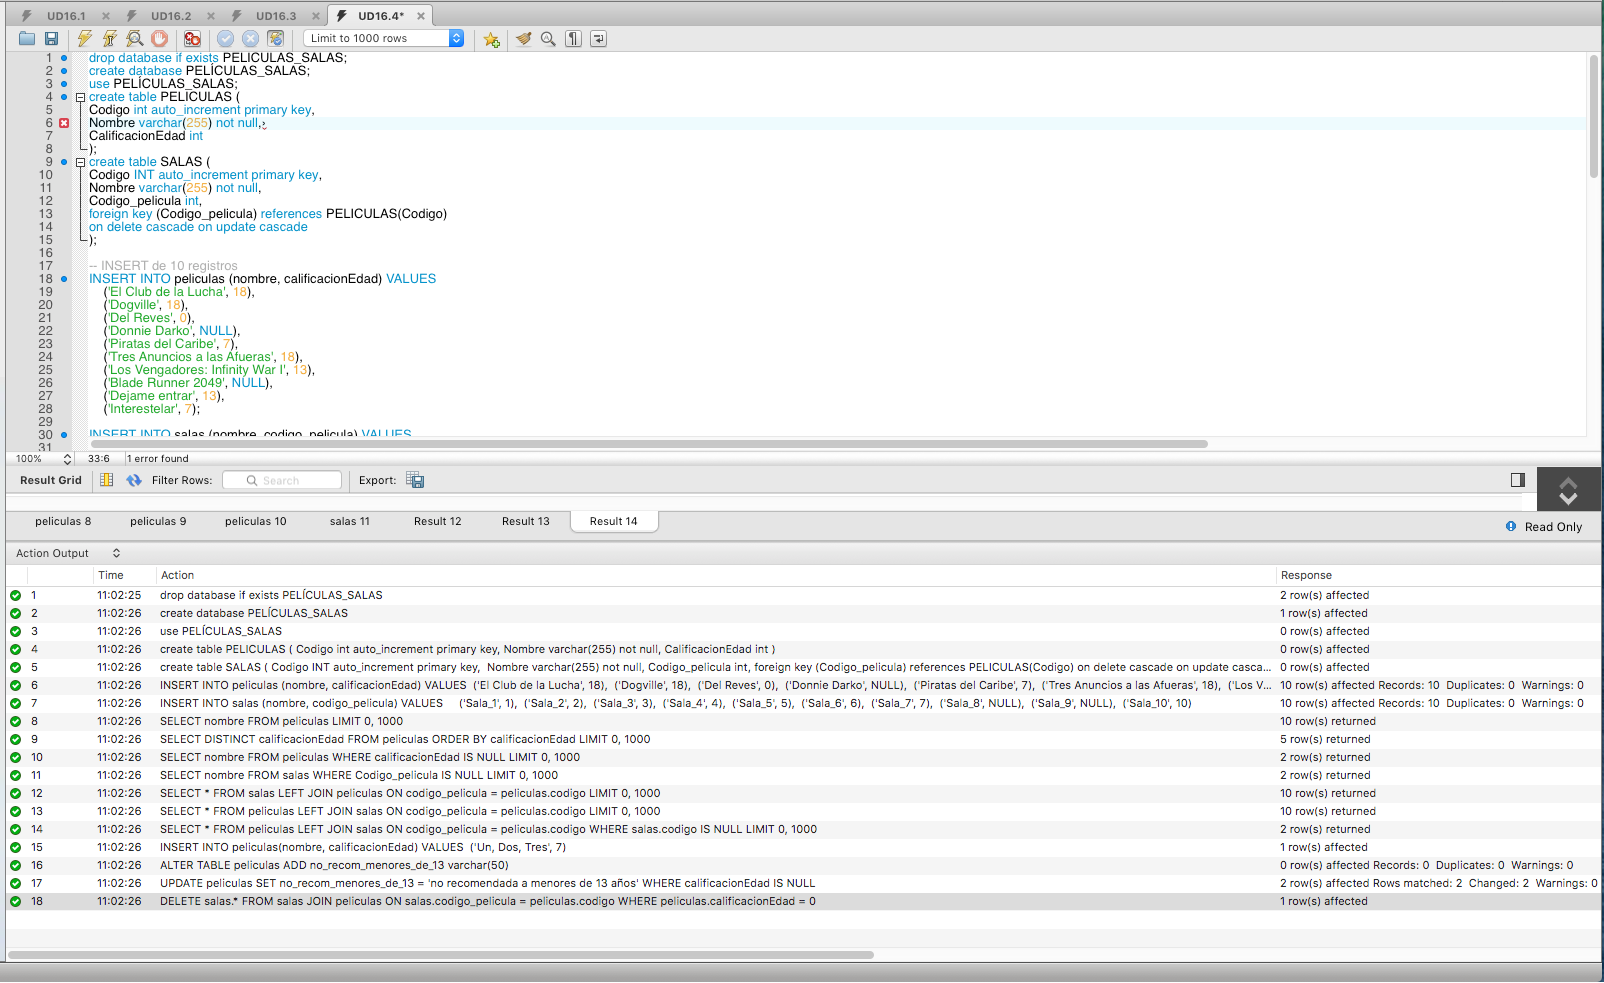 UD16.1 UD16.2 UD16.3 UD16.4*
Limit to 1000 rows
1 drop database if exists PELÍCULAS_SALAS;
2 create database PELÍCULAS_SALAS;
3 use PELÍCULAS_SALAS;
4 create table PELICULAS (
5 Codigo int auto_increment primary key,
6 Nombre varchar(255) not null,
7 CalificacionEdad int
8 );
9 create table SALAS (
10 Codigo INT auto_increment primary key,
11 Nombre varchar(255) not null,
12 Codigo_pelicula int,
13 foreign key (Codigo_pelicula) references PELICULAS(Codigo)
14 on delete cascade on update cascade
15 );
16
17 -- INSERT de 10 registros
18 INSERT INTO peliculas (nombre, calificacionEdad) VALUES
19 ('El Club de la Lucha', 18),
20 ('Dogville', 18),
21 ('Del Reves', 0),
22 ('Donnie Darko', NULL),
23 ('Piratas del Caribe', 7),
24 ('Tres Anuncios a las Afueras', 18),
25 ('Los Vengadores: Infinity War I', 13),
26 ('Blade Runner 2049', NULL),
27 ('Dejame entrar', 13),
28 ('Interestelar', 7);
29
30 INSERT INTO salas (nombre, codigo_pelicula) VALUES
31
100% 33:6 1 error found
Result Grid Filter Rows: Search Export:
peliculas 8 peliculas 9 peliculas 10 salas 11 Result 12 Result 13 Result 14 Read Only
Action Output
Time Action Response
1 11:02:25 drop database if exists PELÍCULAS_SALAS 2 row(s) affected
2 11:02:26 create database PELÍCULAS_SALAS 1 row(s) affected
3 11:02:26 use PELÍCULAS_SALAS 0 row(s) affected
4 11:02:26 create table PELICULAS ( Codigo int auto_increment primary key, Nombre varchar(255) not null, CalificacionEdad int ) 0 row(s) affected
5 11:02:26 create table SALAS ( Codigo INT auto_increment primary key, Nombre varchar(255) not null, Codigo_pelicula int, foreign key (Codigo_pelicula) references PELICULAS(Codigo) on delete cascade on update casca... 0 row(s) affected
6 11:02:26 INSERT INTO peliculas (nombre, calificacionEdad) VALUES ('El Club de la Lucha', 18), ('Dogville', 18), ('Del Reves', 0), ('Donnie Darko', NULL), ('Piratas del Caribe', 7), ('Tres Anuncios a las Afueras', 18), ('Los V... 10 row(s) affected Records: 10 Duplicates: 0 Warnings: 0
7 11:02:26 INSERT INTO salas (nombre, codigo_pelicula) VALUES ('Sala_1', 1), ('Sala_2', 2), ('Sala_3', 3), ('Sala_4', 4), ('Sala_5', 5), ('Sala_6', 6), ('Sala_7', 7), ('Sala_8', NULL), ('Sala_9', NULL), ('Sala_10', 10) 10 row(s) affected Records: 10 Duplicates: 0 Warnings: 0
8 11:02:26 SELECT nombre FROM peliculas LIMIT 0, 1000 10 row(s) returned
9 11:02:26 SELECT DISTINCT calificacionEdad FROM peliculas ORDER BY calificacionEdad LIMIT 0, 1000 5 row(s) returned
10 11:02:26 SELECT nombre FROM peliculas WHERE calificacionEdad IS NULL LIMIT 0, 1000 2 row(s) returned
11 11:02:26 SELECT nombre FROM salas WHERE Codigo_pelicula IS NULL LIMIT 0, 1000 2 row(s) returned
12 11:02:26 SELECT * FROM salas LEFT JOIN peliculas ON codigo_pelicula = peliculas.codigo LIMIT 0, 1000 10 row(s) returned
13 11:02:26 SELECT * FROM peliculas LEFT JOIN salas ON codigo_pelicula = peliculas.codigo LIMIT 0, 1000 10 row(s) returned
14 11:02:26 SELECT * FROM peliculas LEFT JOIN salas ON codigo_pelicula = peliculas.codigo WHERE salas.codigo IS NULL LIMIT 0, 1000 2 row(s) returned
15 11:02:26 INSERT INTO peliculas(nombre, calificacionEdad) VALUES ('Un, Dos, Tres', 7) 1 row(s) affected
16 11:02:26 ALTER TABLE peliculas ADD no_recom_menores_de_13 varchar(50) 0 row(s) affected Records: 0 Duplicates: 0 Warnings: 0
17 11:02:26 UPDATE peliculas SET no_recom_menores_de_13 = 'no recomendada a menores de 13 años' WHERE calificacionEdad IS NULL 2 row(s) affected Rows matched: 2 Changed: 2 Warnings: 0
18 11:02:26 DELETE salas.* FROM salas JOIN peliculas ON salas.codigo_pelicula = peliculas.codigo WHERE peliculas.calificacionEdad = 0 1 row(s) affected